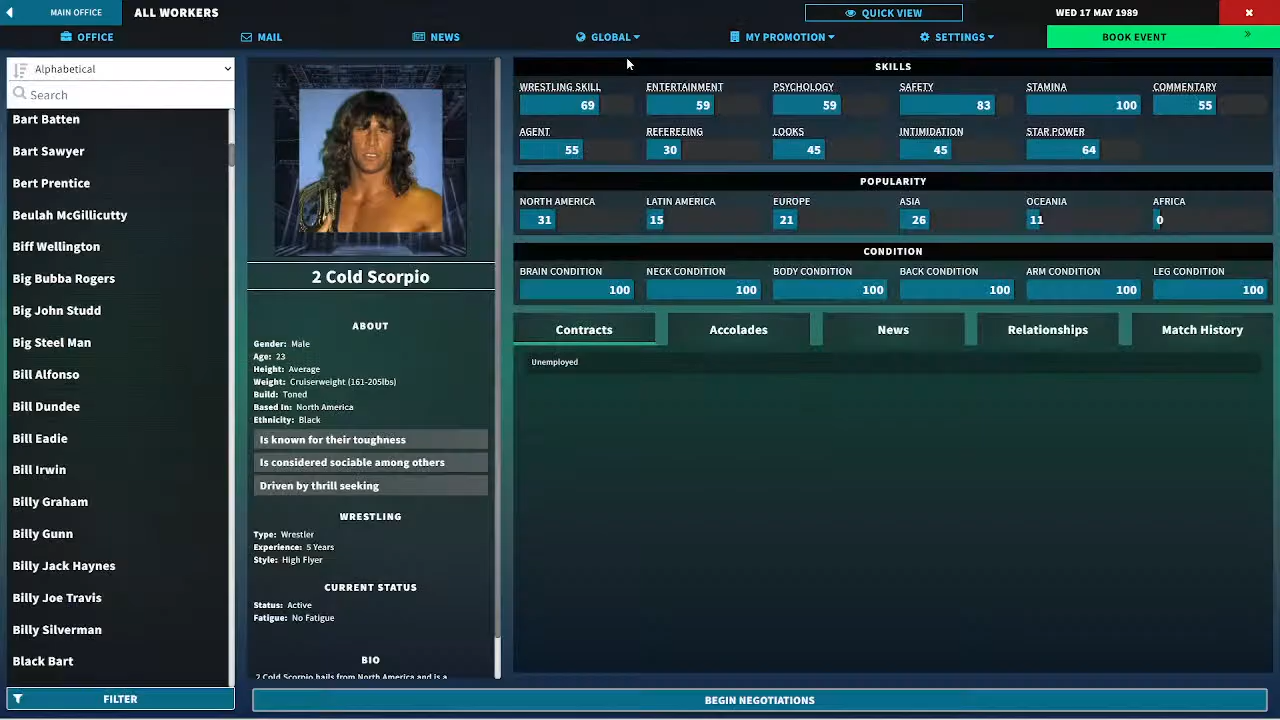 MAIN OFFICE
ALL WORKERS
QUICK VIEW
WED 17 MAY 1989
OFFICE
MAIL
NEWS
GLOBAL
MY PROMOTION
SETTINGS
BOOK EVENT
Alphabetical
Search
Bart Batten
Bart Sawyer
Bert Prentice
Beulah McGillicutty
Biff Wellington
Big Bubba Rogers
Big John Studd
Big Steel Man
Bill Alfonso
Bill Dundee
Bill Eadie
Bill Irwin
Billy Graham
Billy Gunn
Billy Jack Haynes
Billy Joe Travis
Billy Silverman
Black Bart
FILTER
2 Cold Scorpio
ABOUT
Gender: Male
Age: 23
Height: Average
Weight: Cruiserweight (161-205lbs)
Build: Toned
Based In: North America
Ethnicity: Black
Is known for their toughness
Is considered sociable among others
Driven by thrill seeking
WRESTLING
Type: Wrestler
Experience: 5 Years
Style: High Flyer
CURRENT STATUS
Status: Active
Fatigue: No Fatigue
BIO
2 Cold Scorpio hails from North America and is a
SKILLS
WRESTLING SKILL ENTERTAINMENT PSYCHOLOGY SAFETY STAMINA COMMENTARY
69 59 59 83 100 55
AGENT REFEREEING LOOKS INTIMIDATION STAR POWER
55 30 45 45 64
POPULARITY
NORTH AMERICA LATIN AMERICA EUROPE ASIA OCEANIA AFRICA
31 15 21 26 11 0
CONDITION
BRAIN CONDITION NECK CONDITION BODY CONDITION BACK CONDITION ARM CONDITION LEG CONDITION
100 100 100 100 100 100
Contracts Accolades News Relationships Match History
Unemployed
BEGIN NEGOTIATIONS